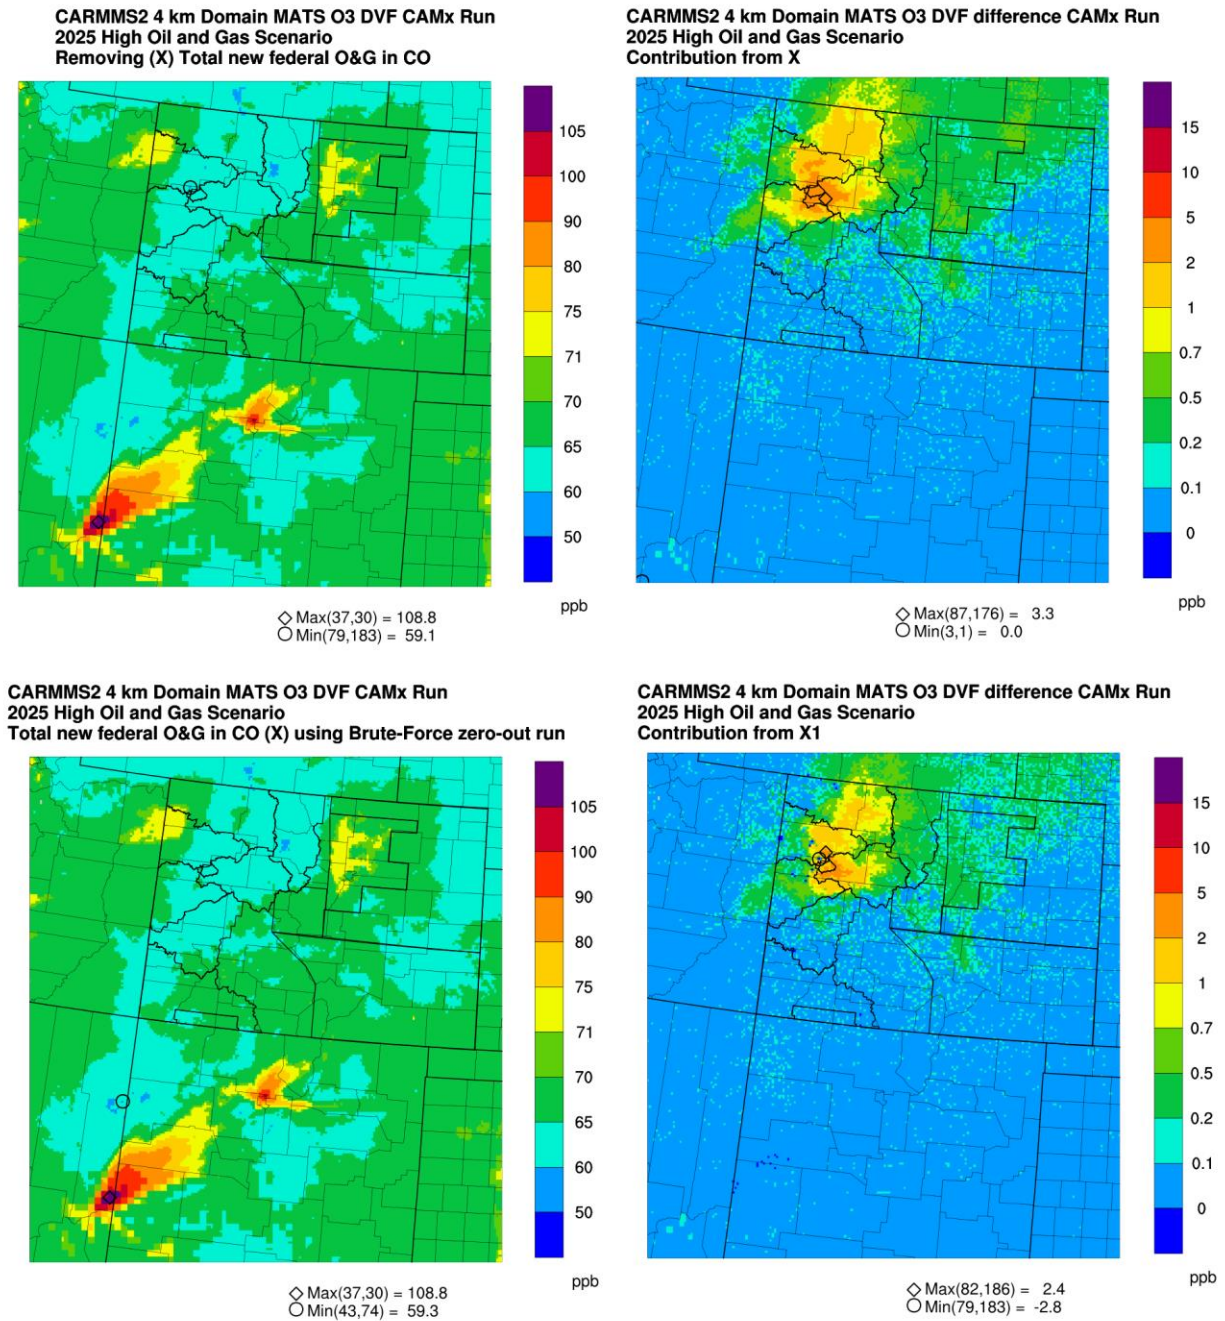 CARMMS2 4 km Domain MATS O3 DVF CAMx Run
2025 High Oil and Gas Scenario
Removing (X) Total new federal O&G in CO
105
100
90
80
75
71
70
65
60
50
ppb
Max(37,30) = 108.8
Min(79,183) = 59.1
CARMMS2 4 km Domain MATS O3 DVF difference CAMx Run
2025 High Oil and Gas Scenario
Contribution from X
15
10
5
2
1
0.7
0.5
0.2
0.1
0
ppb
Max(87,176) = 3.3
Min(3,1) = 0.0
CARMMS2 4 km Domain MATS O3 DVF CAMx Run
2025 High Oil and Gas Scenario
Total new federal O&G in CO (X) using Brute-Force zero-out run
105
100
90
80
75
71
70
65
60
50
ppb
Max(37,30) = 108.8
Min(43,74) = 59.3
CARMMS2 4 km Domain MATS O3 DVF difference CAMx Run
2025 High Oil and Gas Scenario
Contribution from X1
15
10
5
2
1
0.7
0.5
0.2
0.1
0
ppb
Max(82,186) = 2.4
Min(79,183) = -2.8